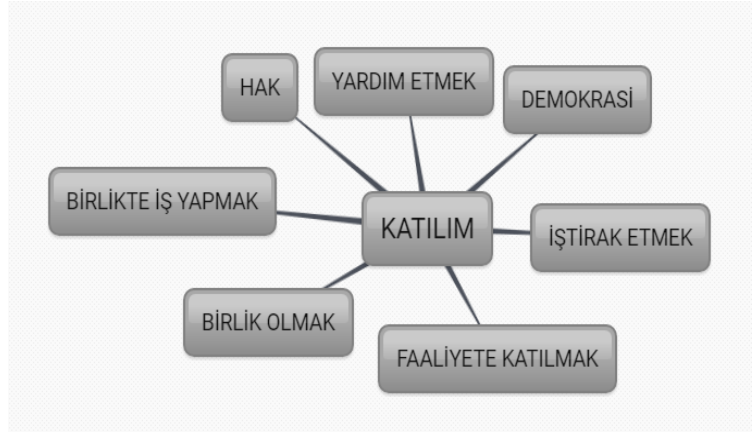 HAK
YARDIM ETMEK
DEMOKRASİ
BİRLİKTE İŞ YAPMAK
KATILIM
İŞTİRAK ETMEK
BİRLİK OLMAK
FAALİYETE KATILMAK